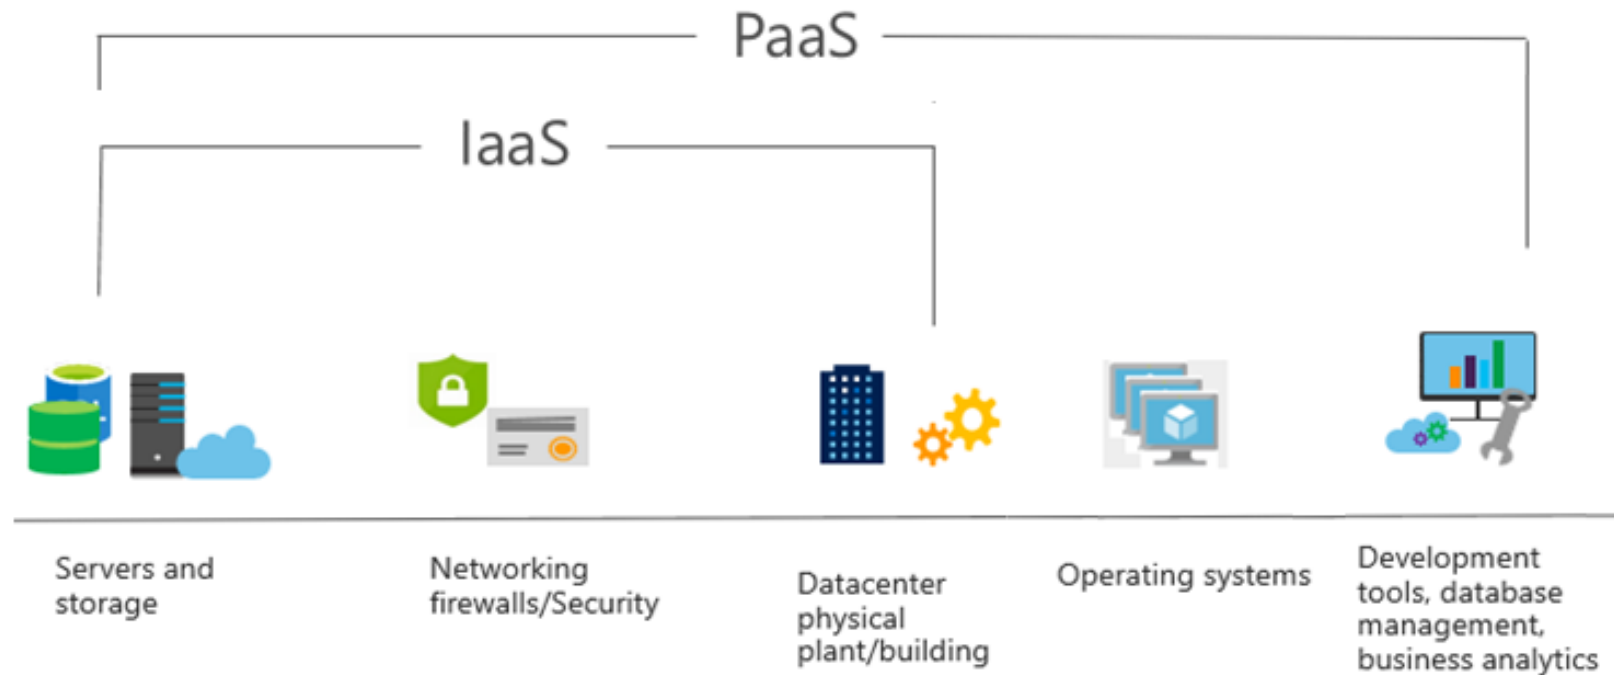 PaaS
IaaS
Servers and
storage
Networking
firewalls/Security
Datacenter
physical
plant/building
Operating systems
Development
tools, database
management,
business analytics